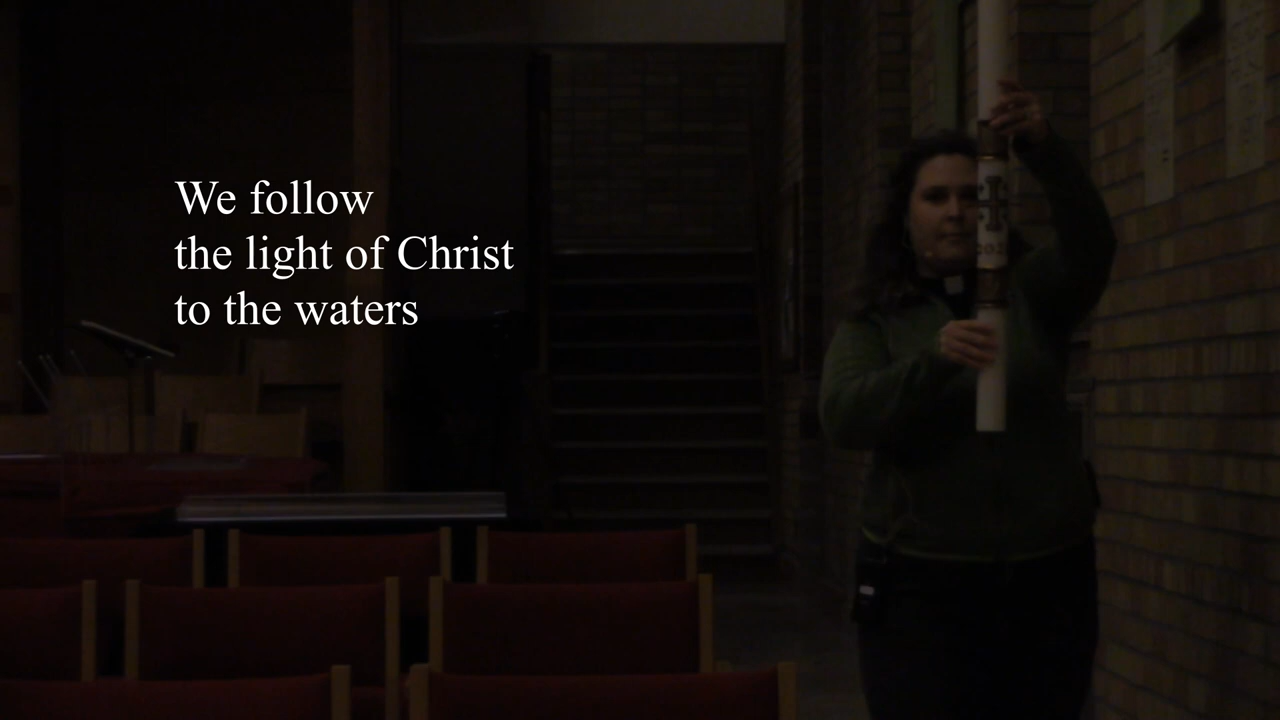 We follow
the light of Christ
to the waters